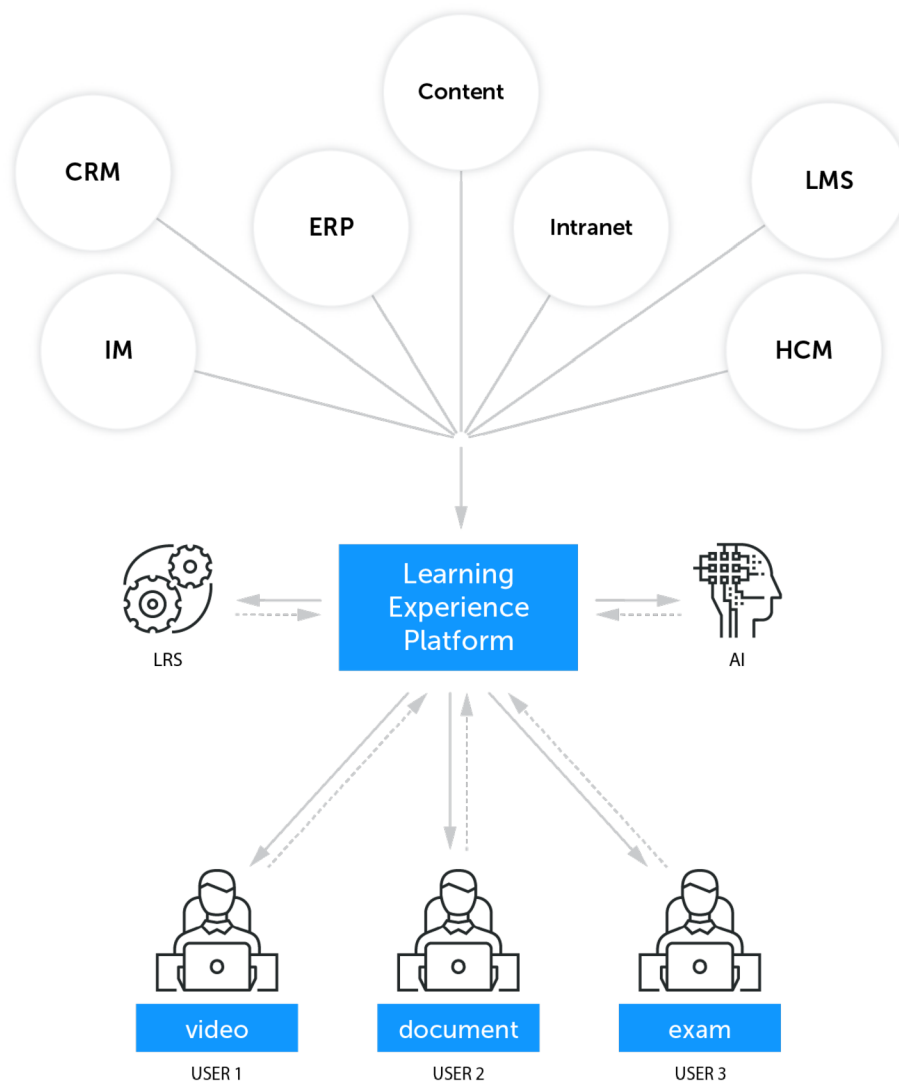 Content
CRM
LMS
ERP
Intranet
IM
HCM
Learning
Experience
Platform
LRS
AI
video
document
exam
USER 1
USER 2
USER 3